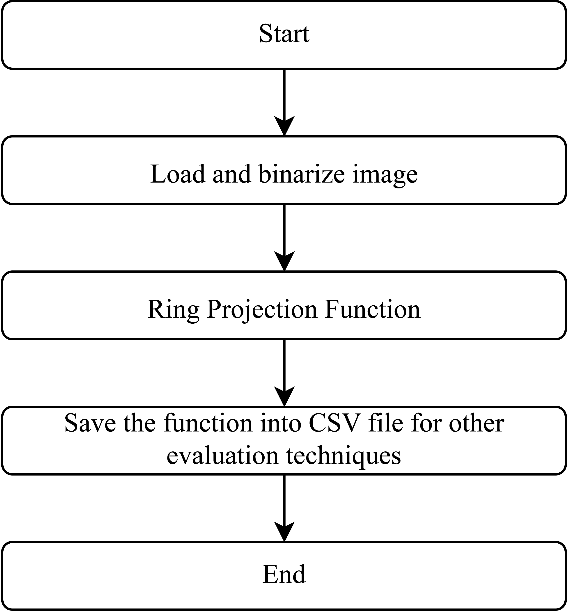 Start
Load and binarize image
Ring Projection Function
Save the function into CSV file for other
evaluation techniques
End